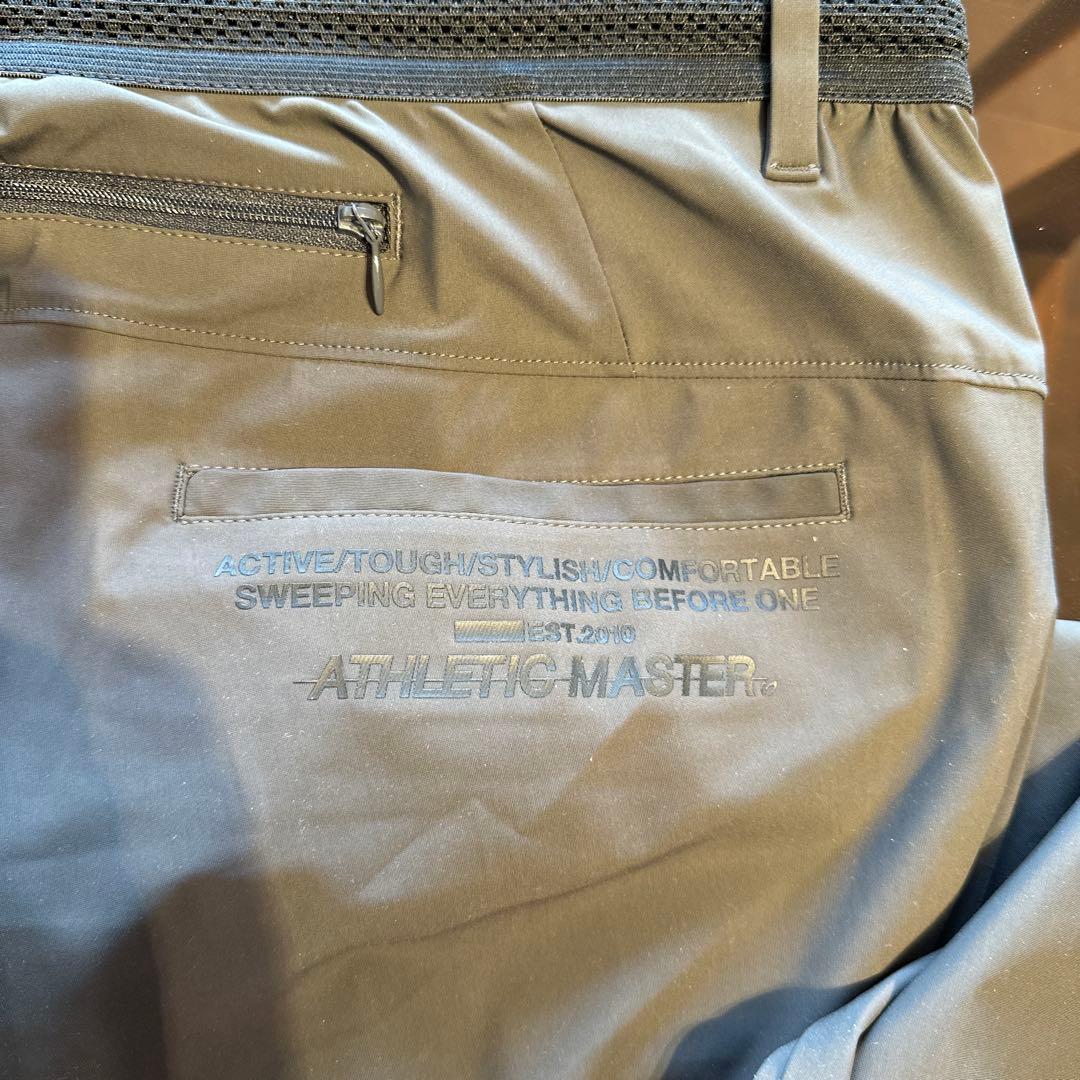 ACTIVE/TOUGH/STYLISH/COMFORTABLE
SWEEPING EVERYTHING BEFORE ONE
EST.2010
ATHLETIC MASTER